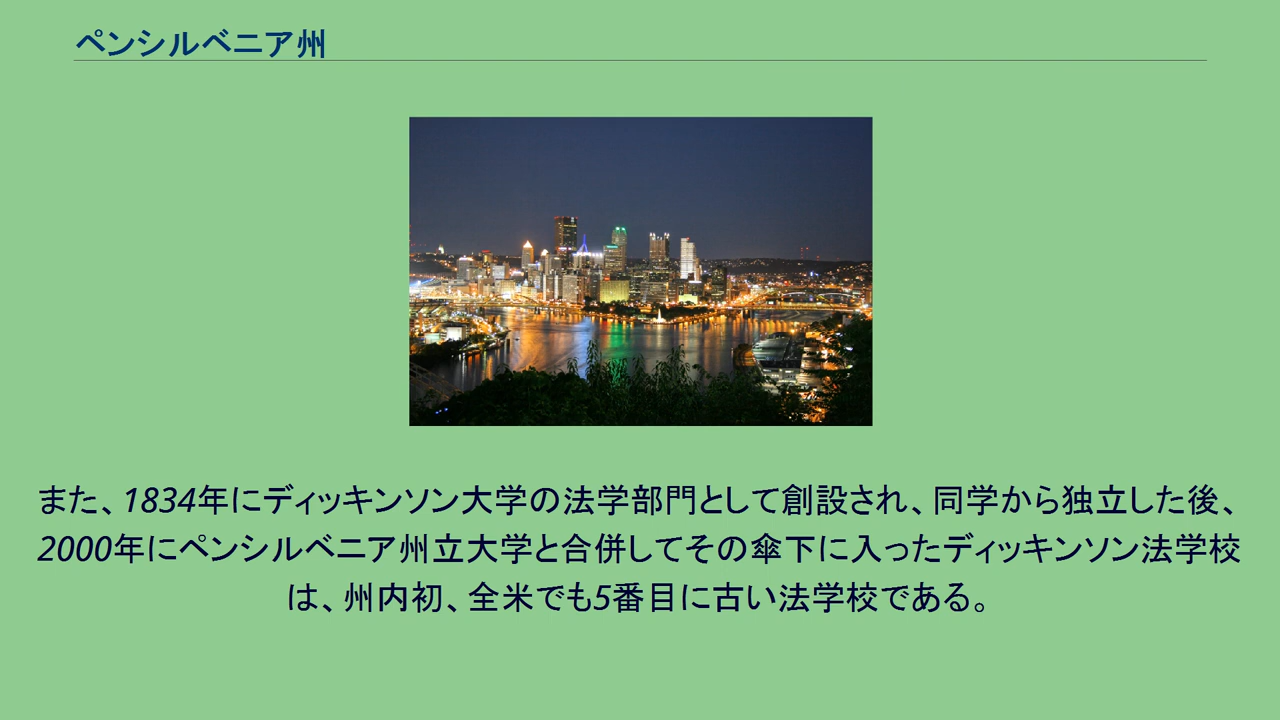 ペンシルベニア州
また、1834年にディッキンソン大学の法学部門として創設され、同学から独立した後、
2000年にペンシルベニア州立大学と合併してその傘下に入ったディッキンソン法学校
は、州内初、全米でも5番目に古い法学校である。